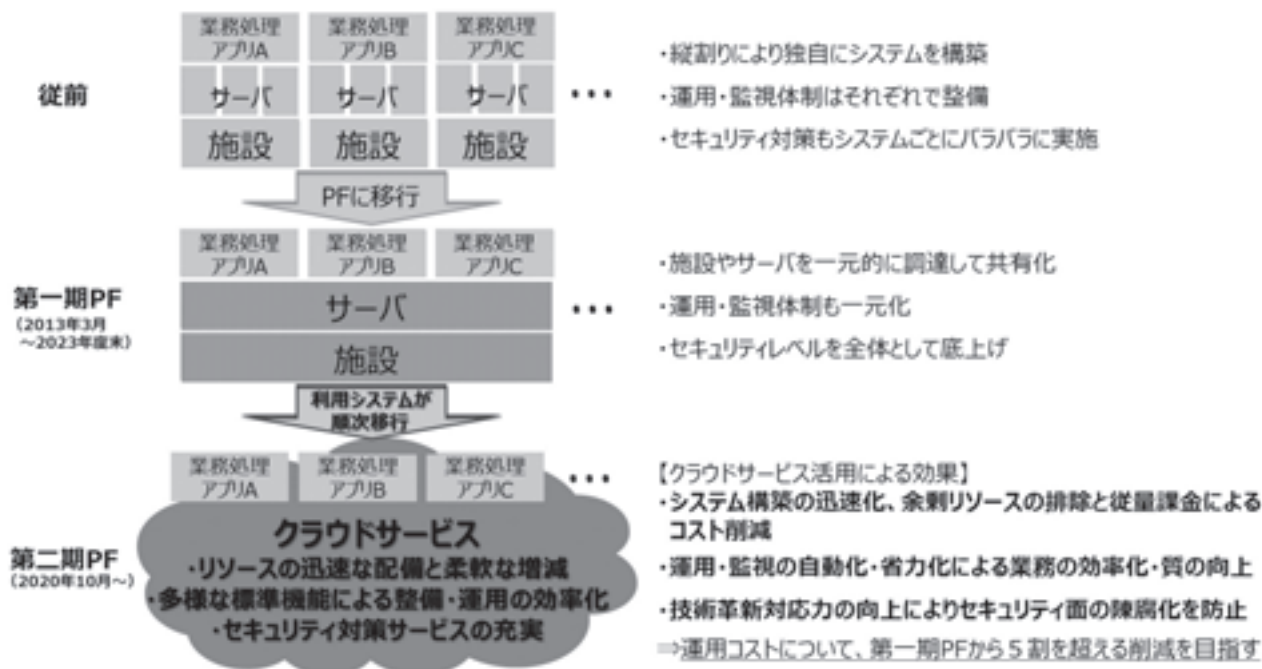 業務処理
アプリA
業務処理
アプリB
業務処理
アプリC
従前
サーバ
サーバ
サーバ
・・・
施設
施設
施設
・縦割りにより独自にシステムを構築
・運用・監視体制はそれぞれで整備
・セキュリティ対策もシステムごとにバラバラに実施
PFに移行
業務処理
アプリA
業務処理
アプリB
業務処理
アプリC
第一期PF
(2013年3月
～2023年度末)
サーバ
・・・
施設
・施設やサーバを一元的に調達して共有化
・運用・監視体制も一元化
・セキュリティレベルを全体として底上げ
利用システムが
順次移行
業務処理
アプリA
業務処理
アプリB
業務処理
アプリC
・・・
第二期PF
(2020年10月～)
クラウドサービス
・リソースの迅速な配備と柔軟な増減
・多様な標準機能による整備・運用の効率化
・セキュリティ対策サービスの充実
【クラウドサービス活用による効果】
・システム構築の迅速化、余剰リソースの排除と従量課金による
コスト削減
・運用・監視の自動化・省力化による業務の効率化・質の向上
・技術革新対応力の向上によりセキュリティ面の陳腐化を防止
⇒運用コストについて、第一期PFから５割を超える削減を目指す